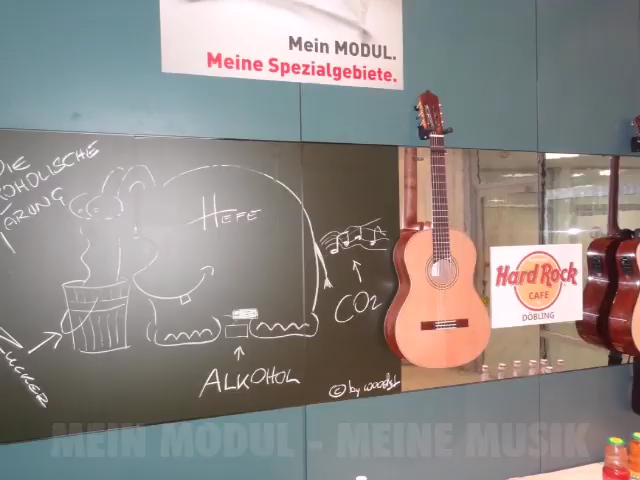 Mein MODUL.
Meine Spezialgebiete.
DIE
ALKOHOLISCHE
GÄRUNG
HEFE
CO2
ZUCKER
ALKOHOL
© by woodst
Hard Rock
CAFE
DÖBLING
MEIN MODUL - MEINE MUSIK